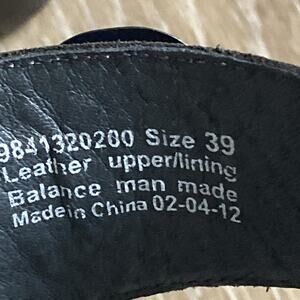 9841320200 Size 39
Leather upper/lining
Balance man made
Made in China 02-04-12